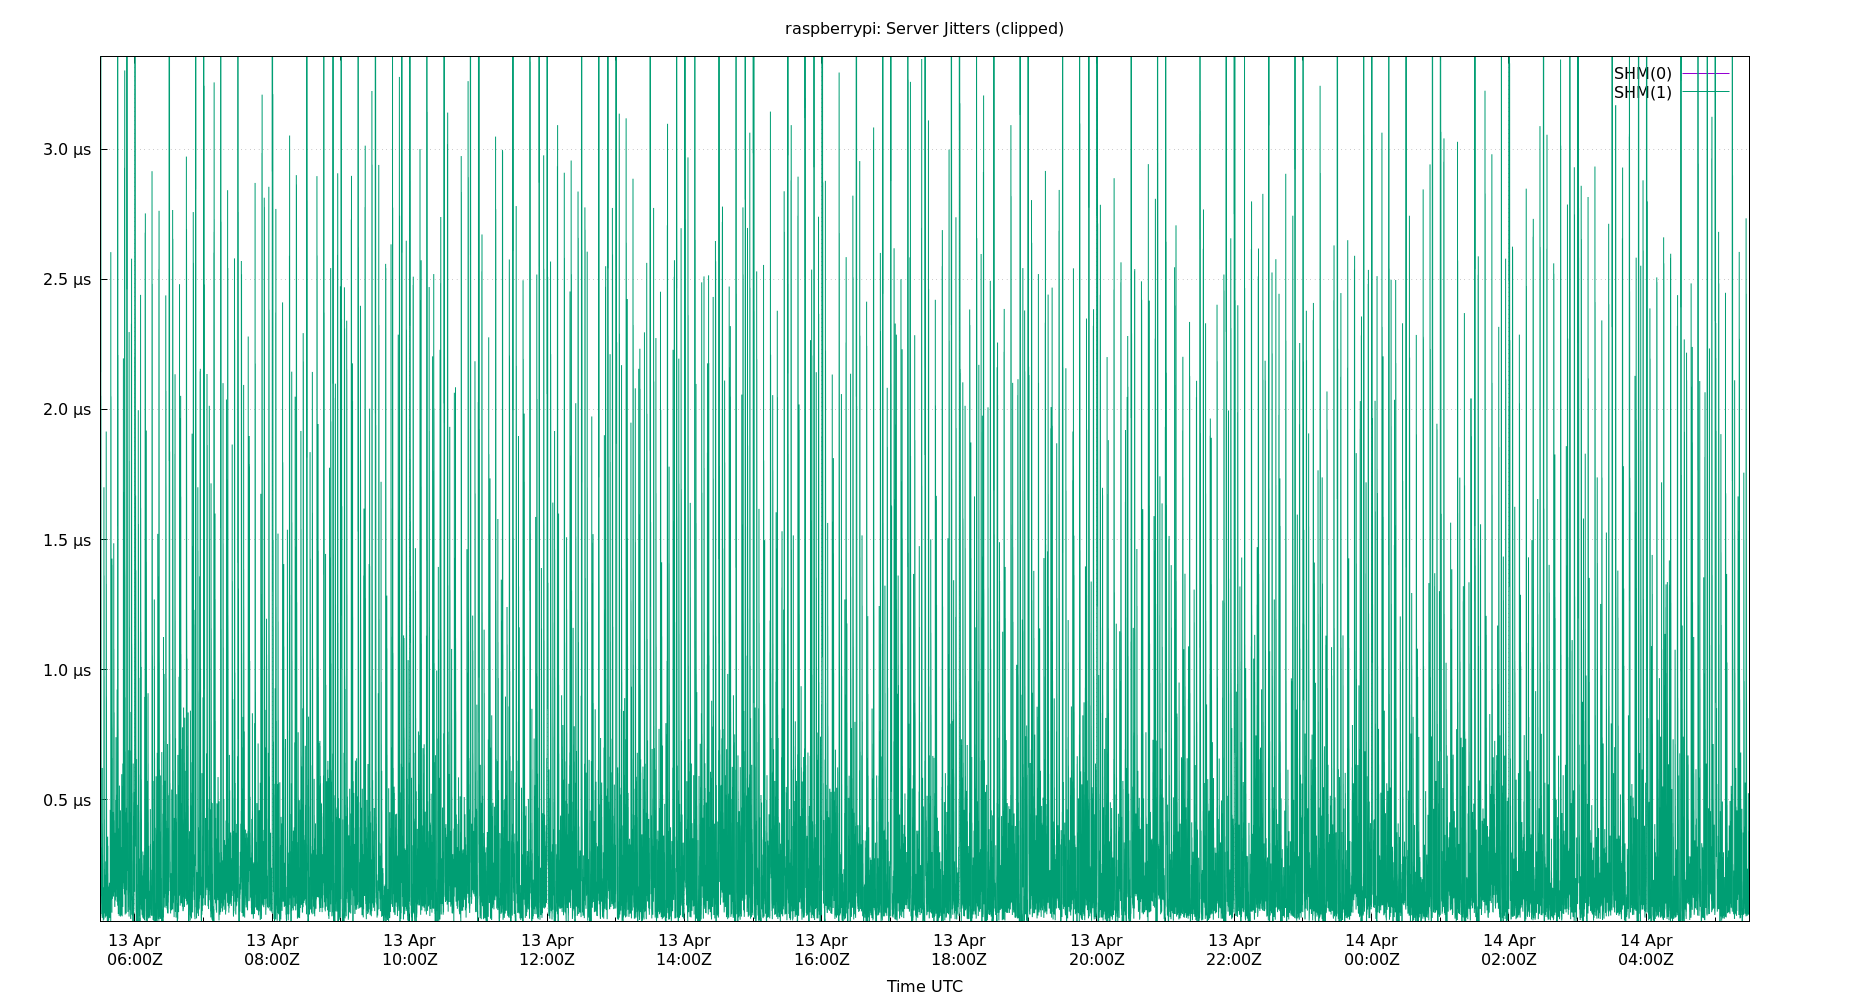 raspberrypi: Server Jitters (clipped)
SHM(0)
SHM(1)
3.0 µs
2.5 µs
2.0 µs
1.5 µs
1.0 µs
0.5 µs
13 Apr 13 Apr 13 Apr 13 Apr 13 Apr 13 Apr 13 Apr 13 Apr 13 Apr 14 Apr 14 Apr 14 Apr
06:00Z 08:00Z 10:00Z 12:00Z 14:00Z 16:00Z 18:00Z 20:00Z 22:00Z 00:00Z 02:00Z 04:00Z
Time UTC